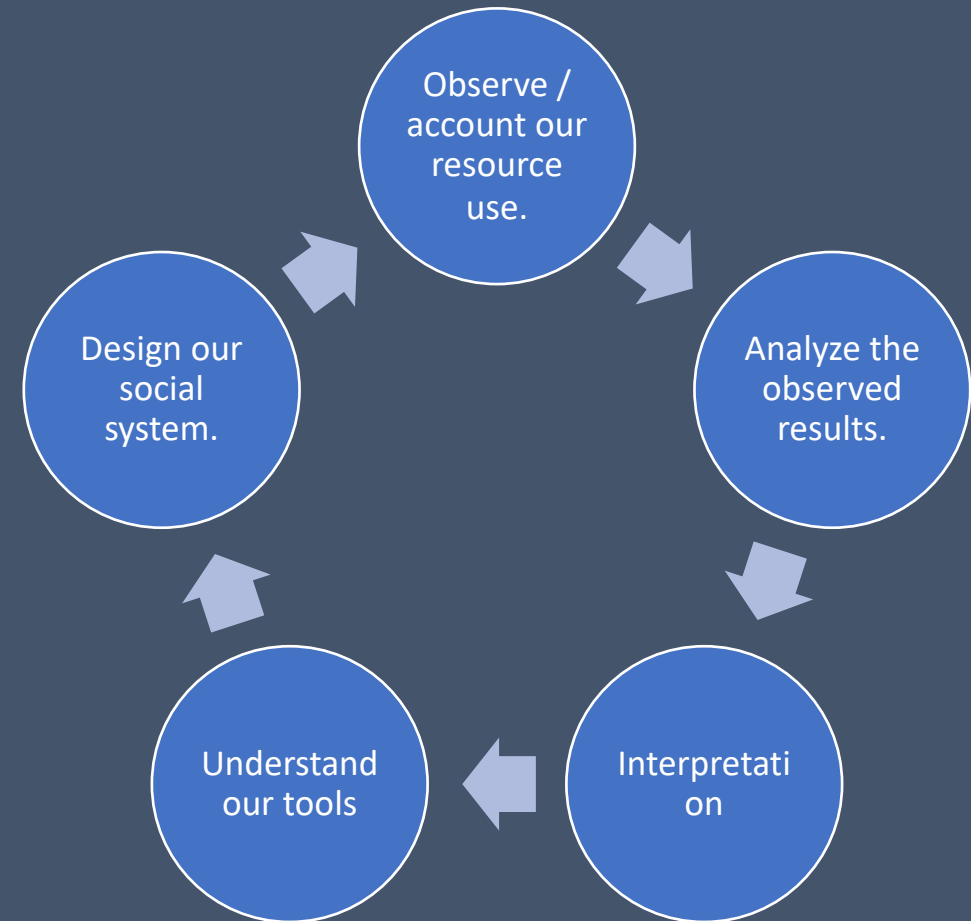 Observe /
account our
resource
use.
Analyze the
observed
results.
Interpretati
on
Understand
our tools
Design our
social
system.